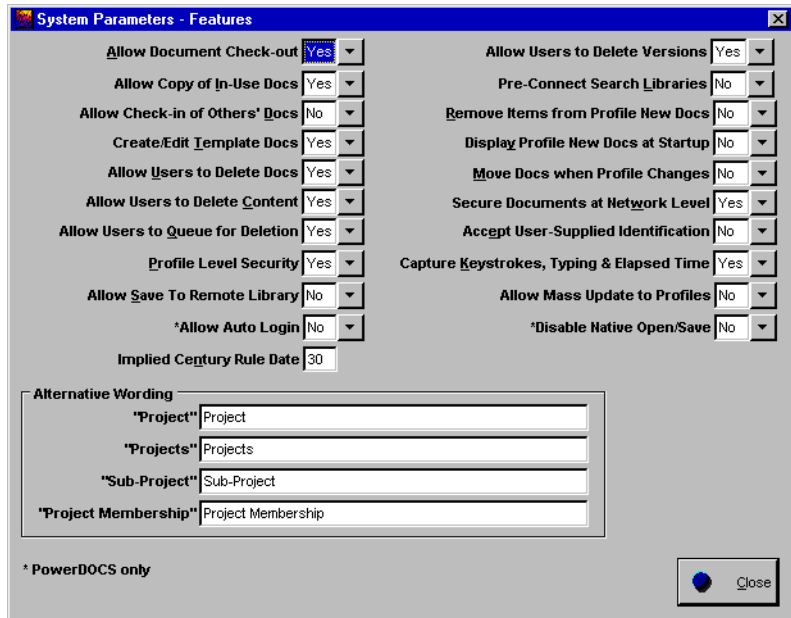 System Parameters - Features
Allow Document Check-out Yes
Allow Copy of In-Use Docs Yes
Allow Check-in of Others' Docs No
Create/Edit Template Docs Yes
Allow Users to Delete Docs Yes
Allow Users to Delete Content Yes
Allow Users to Queue for Deletion Yes
Profile Level Security Yes
Allow Save To Remote Library No
*Allow Auto Login No
Implied Century Rule Date 30
Allow Users to Delete Versions Yes
Pre-Connect Search Libraries No
Remove Items from Profile New Docs No
Display Profile New Docs at Startup No
Move Docs when Profile Changes No
Secure Documents at Network Level Yes
Accept User-Supplied Identification No
Capture Keystrokes, Typing & Elapsed Time Yes
Allow Mass Update to Profiles No
*Disable Native Open/Save No
Alternative Wording
"Project" Project
"Projects" Projects
"Sub-Project" Sub-Project
"Project Membership" Project Membership
* PowerDOCS only
Close